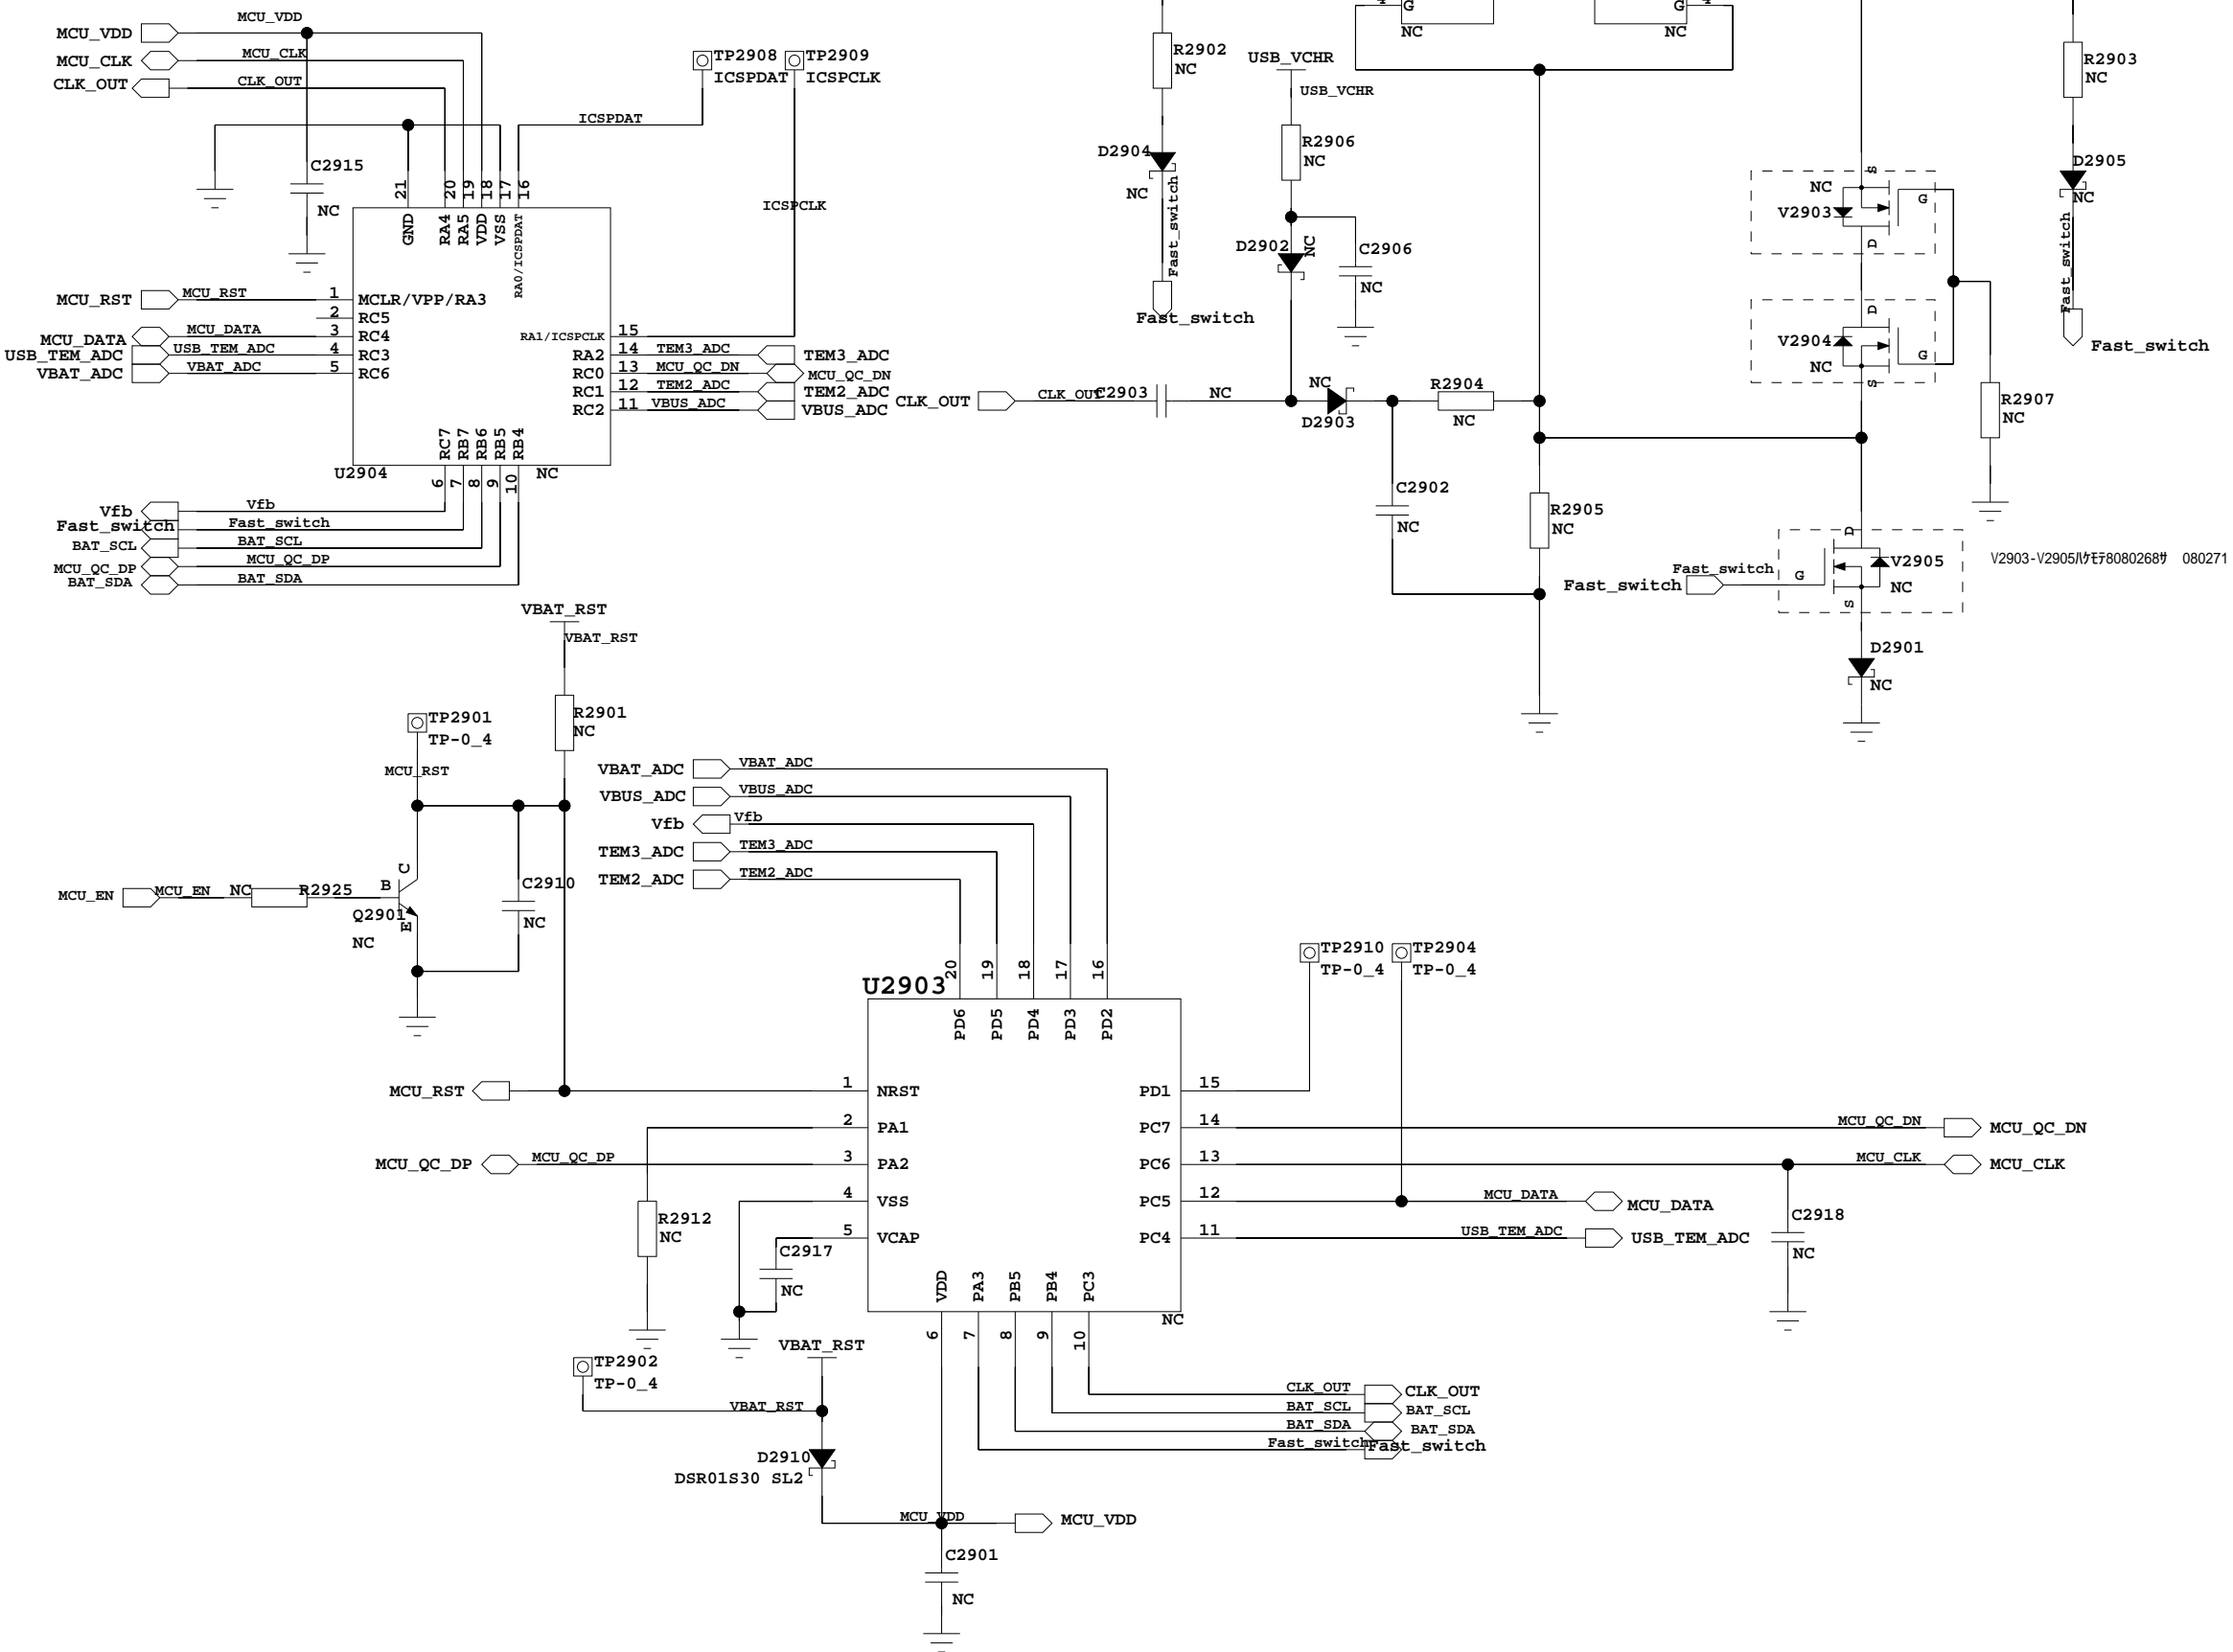 MCU_VDD
MCU_VDD
MCU_CLK
MCU_CLK
CLK_OUT
CLK_OUT
TP2908
ICSPDAT
TP2909
ICSPCLK
ICSPDAT
ICSPCLK
C2915
NC
21
20
19
18
17
16
GND
RA4
RA5
VDD
VSS
RA0/ICSPDAT
MCU_RST
MCU_RST
1
MCLR/VPP/RA3
2
RC5
MCU_DATA
MCU_DATA
3
RC4
USB_TEM_ADC
USB_TEM_ADC
4
RC3
VBAT_ADC
VBAT_ADC
5
RC6
RA1/ICSPCLK
15
RA2
14
TEM3_ADC
TEM3_ADC
RC0
13
MCU_QC_DN
MCU_QC_DN
RC1
12
TEM2_ADC
TEM2_ADC
RC2
11
VBUS_ADC
VBUS_ADC
RC7
RB7
RB6
RB5
RB4
U2904
NC
6
7
8
9
10
Vfb
Vfb
Fast_switch
Fast_switch
BAT_SCL
BAT_SCL
MCU_QC_DP
MCU_QC_DP
BAT_SDA
BAT_SDA
R2902
NC
D2904
NC
Fast_switch
Fast_switch
USB_VCHR
USB_VCHR
R2906
NC
D2902
NC
C2906
NC
G
NC
G
NC
CLK_OUT
CLK_OUT
C2903
NC
NC
D2903
R2904
NC
C2902
NC
R2905
NC
R2903
NC
D2905
NC
Fast_switch
Fast_switch
S
NC
V2903
G
D
D
V2904
NC
G
S
R2907
NC
D
V2905
NC
G
S
Fast_switch
Fast_switch
D2901
NC
VBAT_RST
VBAT_RST
R2901
NC
TP2901
TP-0_4
MCU_RST
MCU_EN
MCU_EN
NC
R2925
B
C
E
Q2901
NC
C2910
NC
VBAT_ADC
VBAT_ADC
VBUS_ADC
VBUS_ADC
Vfb
Vfb
TEM3_ADC
TEM3_ADC
TEM2_ADC
TEM2_ADC
U2903
20
19
18
17
16
PD6
PD5
PD4
PD3
PD2
TP2910
TP-0_4
TP2904
TP-0_4
MCU_RST
1
NRST
2
PA1
MCU_QC_DP
MCU_QC_DP
3
PA2
4
VSS
5
VCAP
PD1
15
PC7
14
MCU_QC_DN
MCU_QC_DN
PC6
13
MCU_CLK
MCU_CLK
PC5
12
MCU_DATA
MCU_DATA
PC4
11
USB_TEM_ADC
USB_TEM_ADC
R2912
NC
C2917
NC
C2918
NC
VDD
PA3
PB5
PB4
PC3
NC
6
7
8
9
10
TP2902
TP-0_4
VBAT_RST
VBAT_RST
D2910
DSR01S30 SL2
CLK_OUT
CLK_OUT
BAT_SCL
BAT_SCL
BAT_SDA
BAT_SDA
Fast_switch
Fast_switch
MCU_VDD
MCU_VDD
C2901
NC